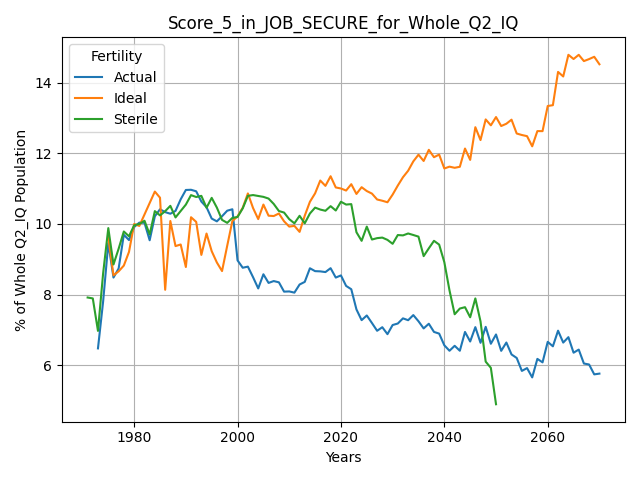 Score_5_in_JOB_SECURE_for_Whole_Q2_IQ
Fertility
Actual
Ideal
Sterile
% of Whole Q2_IQ Population
14
12
10
8
6
1980
2000
2020
2040
2060
Years